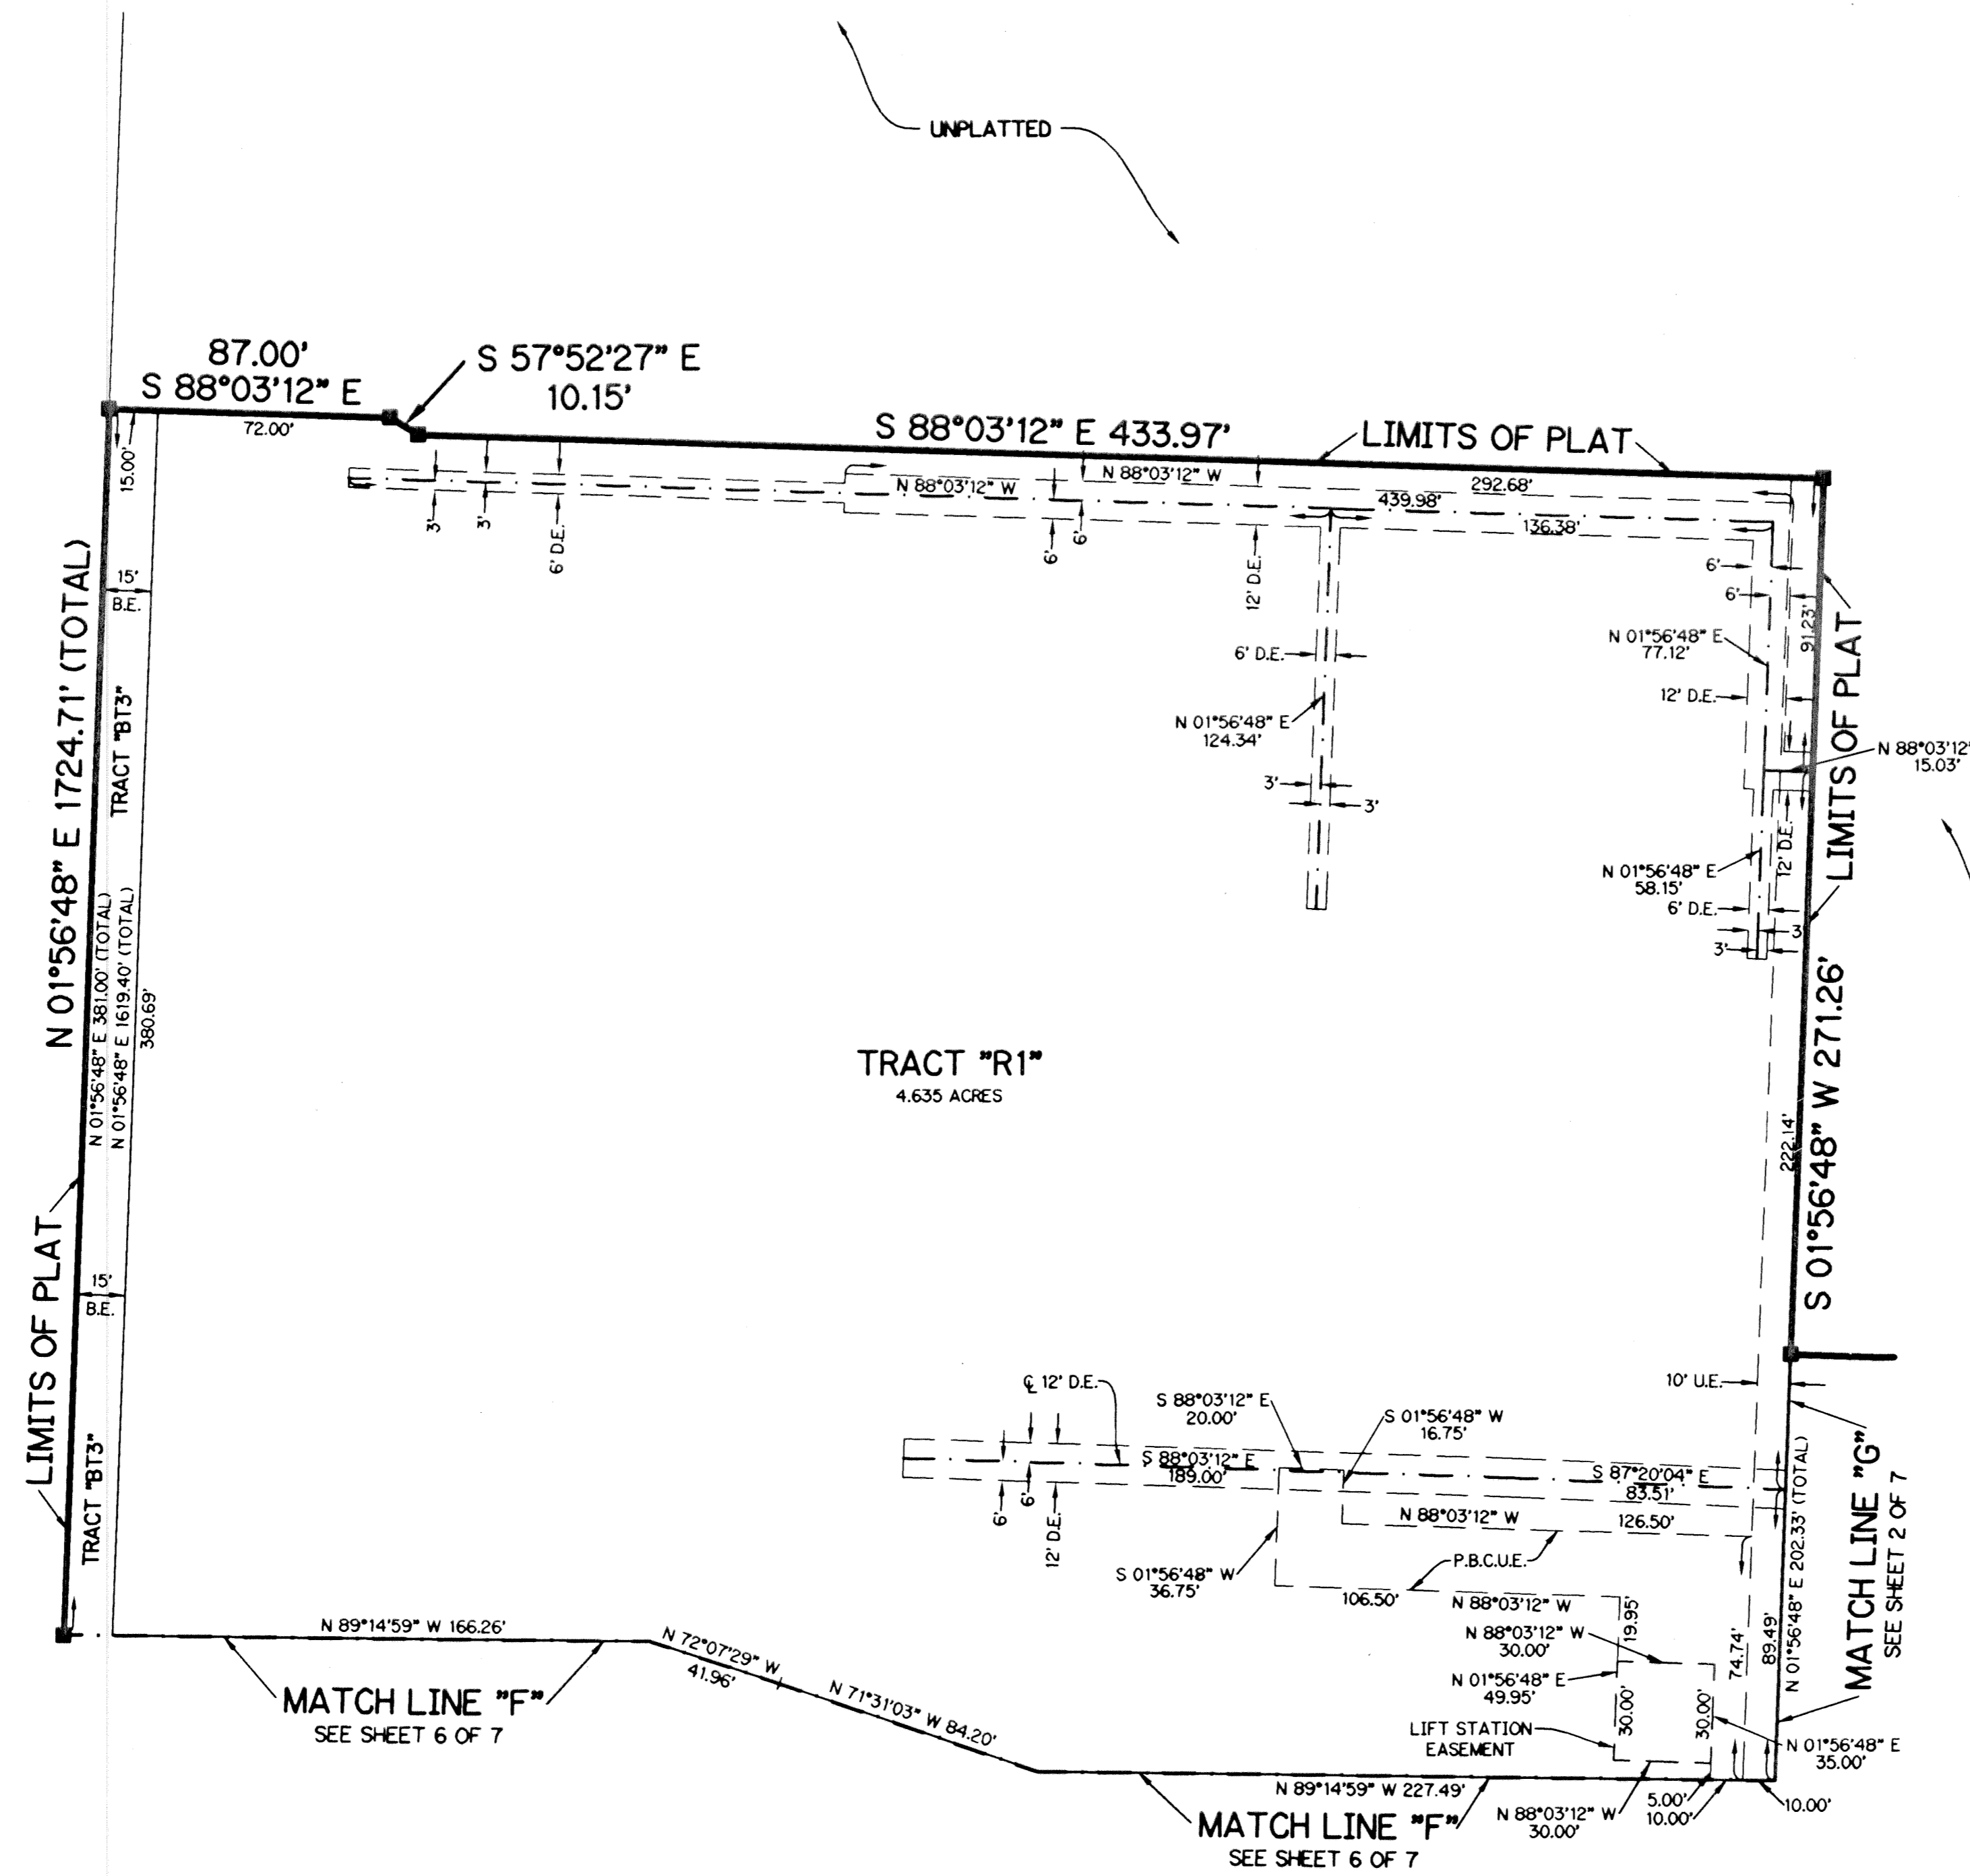 UNPLATTED
87.00'
S 88°03'12" E
S 57°52'27" E
10.15'
72.00'
S 88°03'12" E 433.97'
LIMITS OF PLAT
15.00'
N 88°03'12" W
N 88°03'12" W
292.68'
439.98'
136.38'
3'
3'
6' D.E.
6'
6'
12' D.E.
6'
6'
15'
B.E.
N 01°56'48" E 1724.71' (TOTAL)
TRACT "BT3"
N 01°56'48" E 381.00' (TOTAL)
N 01°56'48" E 1619.40' (TOTAL)
380.69'
6' D.E.
N 01°56'48" E
124.34'
3'
3'
N 01°56'48" E
77.12'
91.23'
12' D.E.
LIMITS OF PLAT
N 88°03'12"
15.03'
12' D.E.
N 01°56'48" E
58.15'
6' D.E.
3'
3'
S 01°56'48" W 271.26'
222.14'
TRACT "R1"
4.635 ACRES
LIMITS OF PLAT
15'
B.E.
TRACT "BT3"
10' U.E.
℄ 12' D.E.
S 88°03'12" E
20.00'
S 01°56'48" W
16.75'
S 88°03'12" E
189.00'
S 87°20'04" E
83.51'
6'
6'
12' D.E.
N 88°03'12" W
126.50'
P.B.C.U.E.
S 01°56'48" W
36.75'
106.50'
N 88°03'12" W
19.95'
N 88°03'12" W
30.00'
N 01°56'48" E
49.95'
30.00'
30.00'
74.74'
89.49'
N 01°56'48" E 202.33' (TOTAL)
MATCH LINE "G"
SEE SHEET 2 OF 7
LIFT STATION
EASEMENT
N 01°56'48" E
35.00'
N 89°14'59" W 166.26'
N 72°07'29" W
41.96'
N 71°31'03" W 84.20'
MATCH LINE "F"
SEE SHEET 6 OF 7
N 89°14'59" W 227.49'
N 88°03'12" W
30.00'
5.00'
10.00'
10.00'
MATCH LINE "F"
SEE SHEET 6 OF 7